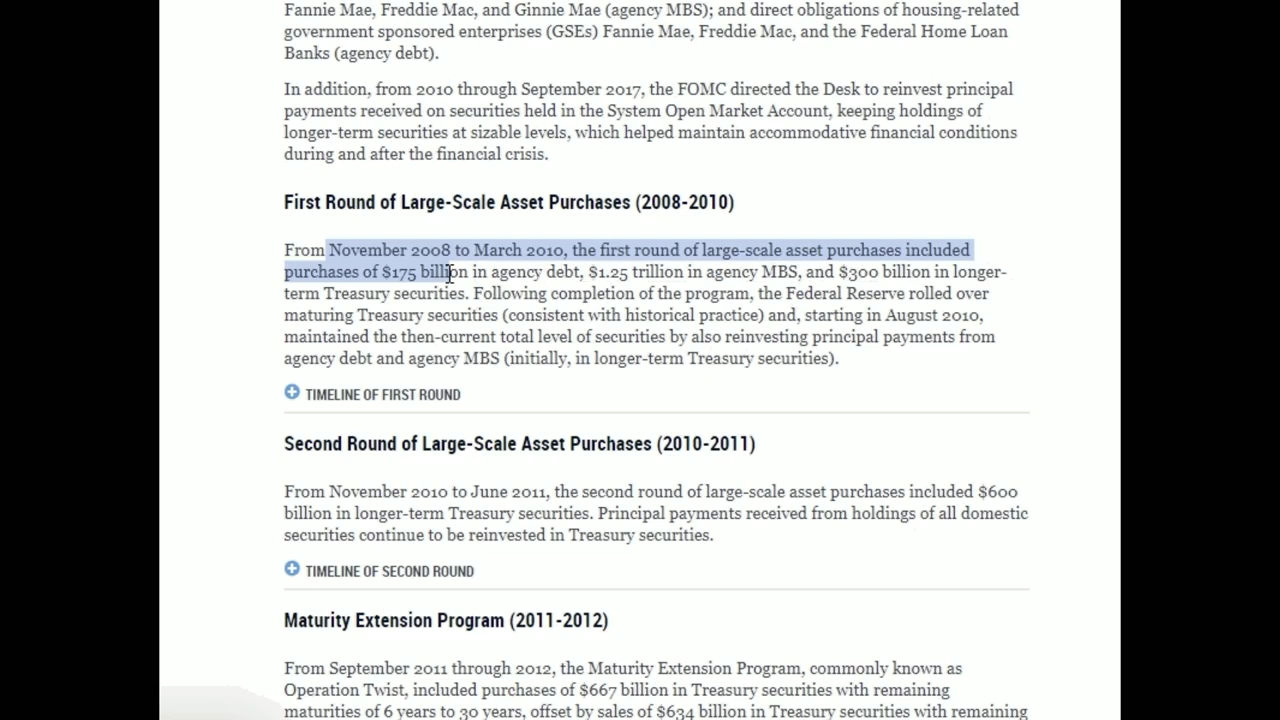 Fannie Mae, Freddie Mac, and Ginnie Mae (agency MBS); and direct obligations of housing-related
government sponsored enterprises (GSEs) Fannie Mae, Freddie Mac, and the Federal Home Loan
Banks (agency debt).
In addition, from 2010 through September 2017, the FOMC directed the Desk to reinvest principal
payments received on securities held in the System Open Market Account, keeping holdings of
longer-term securities at sizable levels, which helped maintain accommodative financial conditions
during and after the financial crisis.
First Round of Large-Scale Asset Purchases (2008-2010)
From November 2008 to March 2010, the first round of large-scale asset purchases included
purchases of $175 billion in agency debt, $1.25 trillion in agency MBS, and $300 billion in longer-
term Treasury securities. Following completion of the program, the Federal Reserve rolled over
maturing Treasury securities (consistent with historical practice) and, starting in August 2010,
maintained the then-current total level of securities by also reinvesting principal payments from
agency debt and agency MBS (initially, in longer-term Treasury securities).
TIMELINE OF FIRST ROUND
Second Round of Large-Scale Asset Purchases (2010-2011)
From November 2010 to June 2011, the second round of large-scale asset purchases included $600
billion in longer-term Treasury securities. Principal payments received from holdings of all domestic
securities continue to be reinvested in Treasury securities.
TIMELINE OF SECOND ROUND
Maturity Extension Program (2011-2012)
From September 2011 through 2012, the Maturity Extension Program, commonly known as
Operation Twist, included purchases of $667 billion in Treasury securities with remaining
maturities of 6 years to 30 years, offset by sales of $634 billion in Treasury securities with remaining